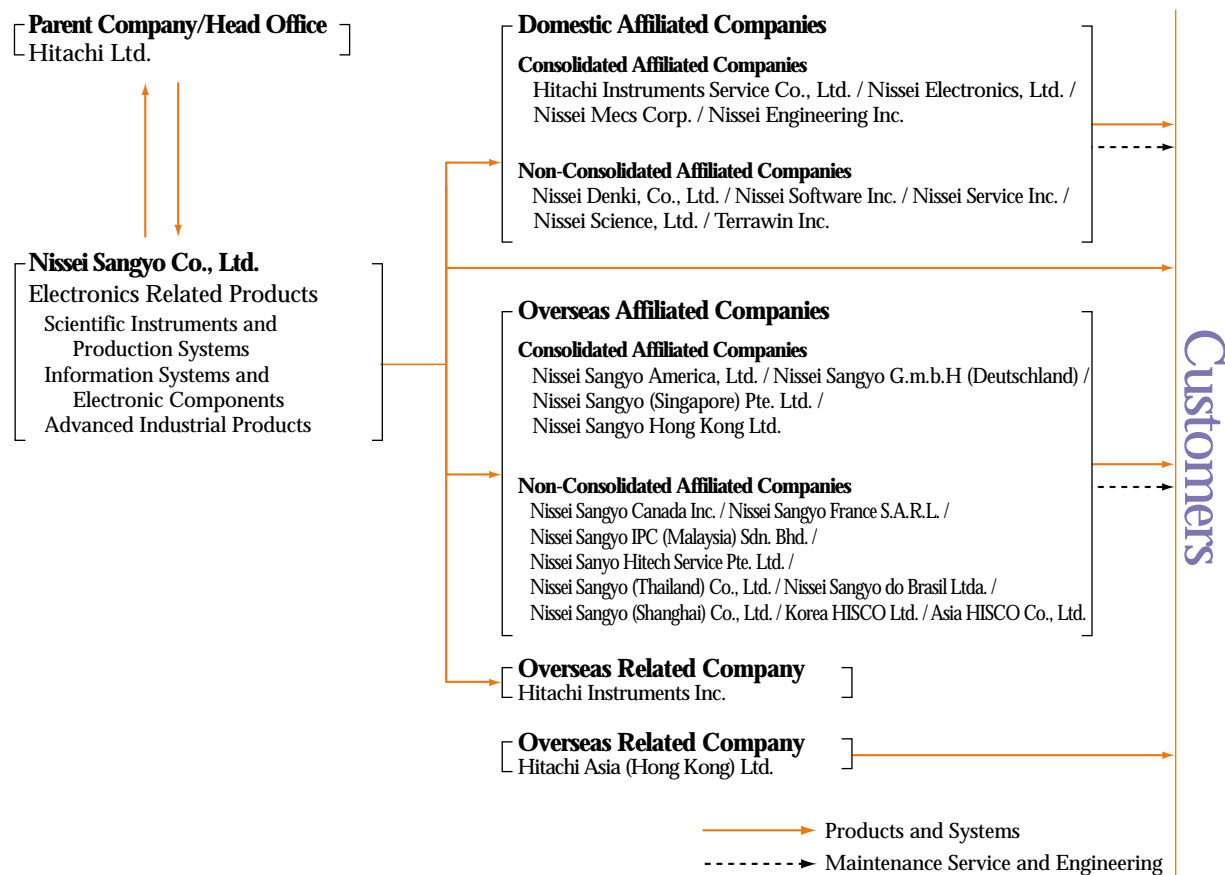 Parent Company/Head Office
Hitachi Ltd.
Nissei Sangyo Co., Ltd.
Electronics Related Products
Scientific Instruments and
Production Systems
Information Systems and
Electronic Components
Advanced Industrial Products
Domestic Affiliated Companies
Consolidated Affiliated Companies
Hitachi Instruments Service Co., Ltd. / Nissei Electronics, Ltd. /
Nissei Mecs Corp. / Nissei Engineering Inc.
Non-Consolidated Affiliated Companies
Nissei Denki, Co., Ltd. / Nissei Software Inc. / Nissei Service Inc. /
Nissei Science, Ltd. / Terrawin Inc.
Overseas Affiliated Companies
Consolidated Affiliated Companies
Nissei Sangyo America, Ltd. / Nissei Sangyo G.m.b.H (Deutschland) /
Nissei Sangyo (Singapore) Pte. Ltd. /
Nissei Sangyo Hong Kong Ltd.
Non-Consolidated Affiliated Companies
Nissei Sangyo Canada Inc. / Nissei Sangyo France S.A.R.L. /
Nissei Sangyo IPC (Malaysia) Sdn. Bhd. /
Nissei Sanyo Hitech Service Pte. Ltd. /
Nissei Sangyo (Thailand) Co., Ltd. / Nissei Sangyo do Brasil Ltda. /
Nissei Sangyo (Shanghai) Co., Ltd. / Korea HISCO Ltd. / Asia HISCO Co., Ltd.
Overseas Related Company
Hitachi Instruments Inc.
Overseas Related Company
Hitachi Asia (Hong Kong) Ltd.
Customers
Products and Systems
Maintenance Service and Engineering